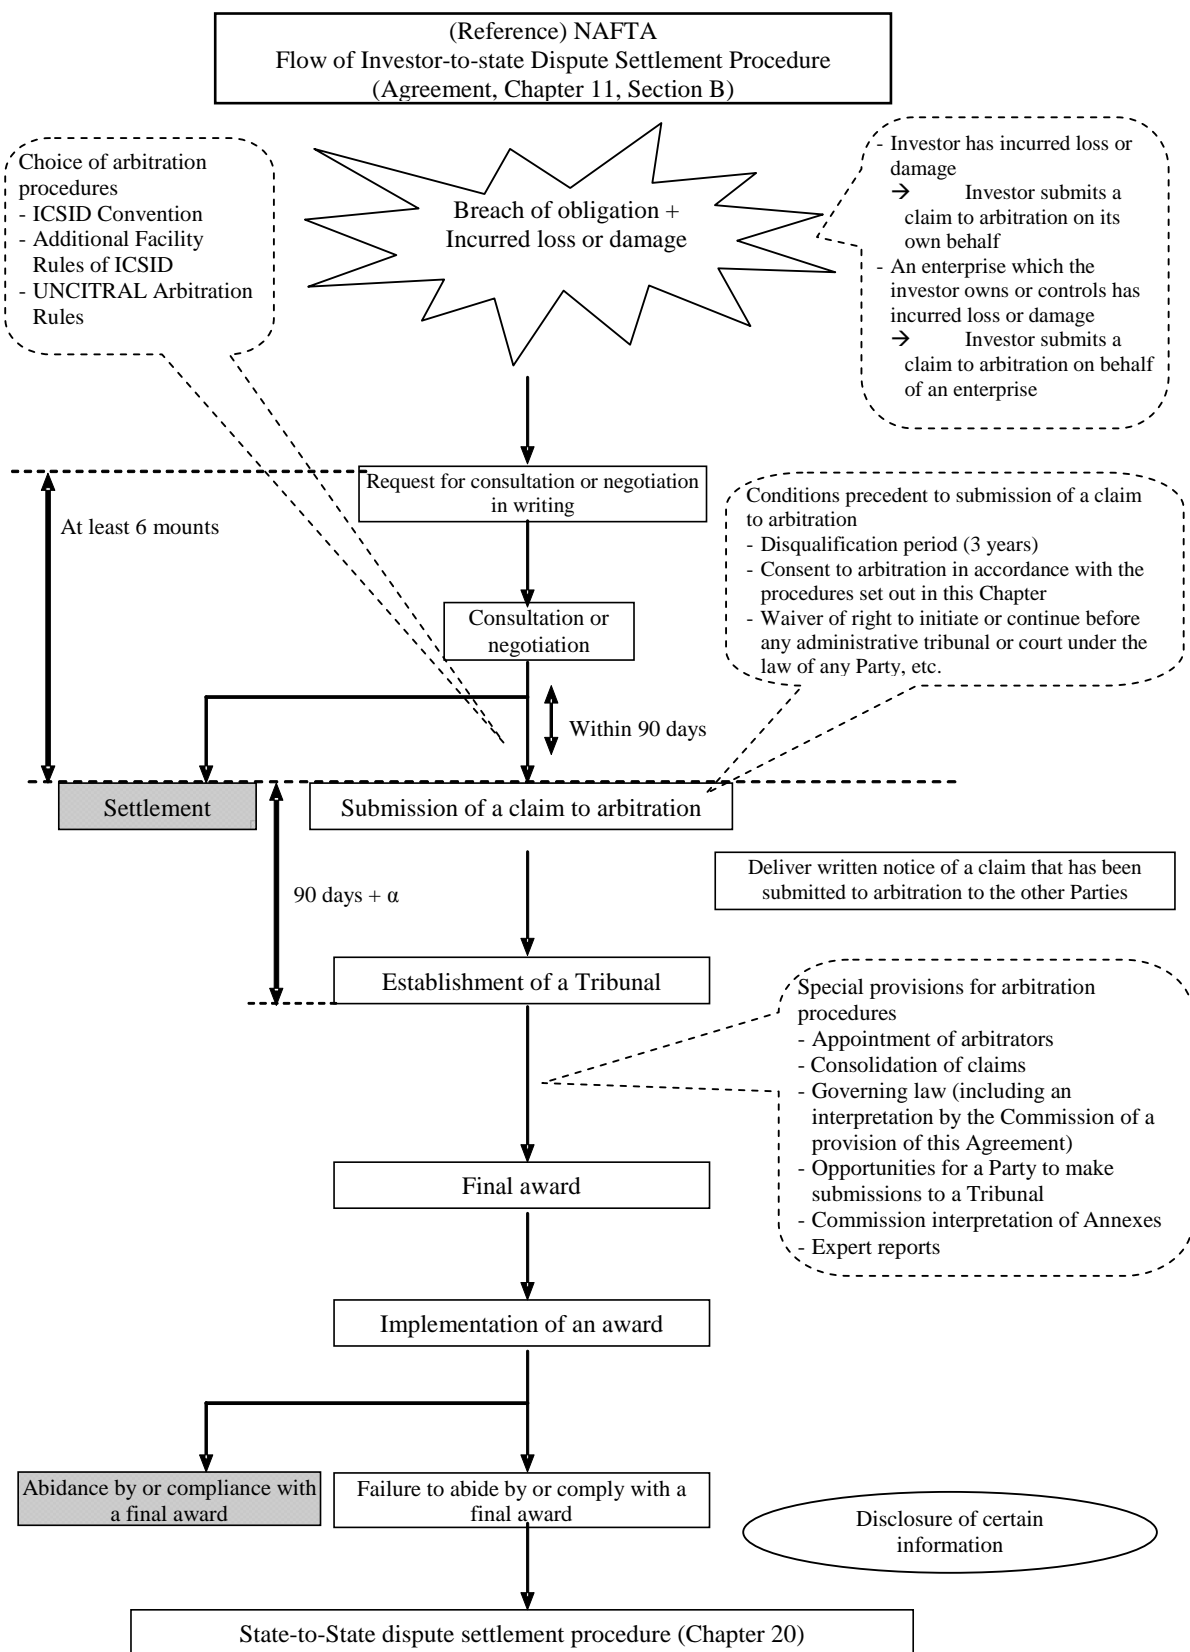 (Reference) NAFTA
Flow of Investor-to-state Dispute Settlement Procedure
(Agreement, Chapter 11, Section B)
Choice of arbitration
procedures
- ICSID Convention
- Additional Facility
Rules of ICSID
- UNCITRAL Arbitration
Rules
Breach of obligation +
Incurred loss or damage
- Investor has incurred loss or
damage
→ Investor submits a
claim to arbitration on its
own behalf
- An enterprise which the
investor owns or controls has
incurred loss or damage
→ Investor submits a
claim to arbitration on behalf
of an enterprise
Request for consultation or negotiation
in writing
At least 6 mounts
Conditions precedent to submission of a claim
to arbitration
- Disqualification period (3 years)
- Consent to arbitration in accordance with the
procedures set out in this Chapter
- Waiver of right to initiate or continue before
any administrative tribunal or court under the
law of any Party, etc.
Consultation or
negotiation
Within 90 days
Settlement
Submission of a claim to arbitration
Deliver written notice of a claim that has been
submitted to arbitration to the other Parties
90 days + α
Establishment of a Tribunal
Special provisions for arbitration
procedures
- Appointment of arbitrators
- Consolidation of claims
- Governing law (including an
interpretation by the Commission of a
provision of this Agreement)
- Opportunities for a Party to make
submissions to a Tribunal
- Commission interpretation of Annexes
- Expert reports
Final award
Implementation of an award
Abidance by or compliance with
a final award
Failure to abide by or comply with a
final award
Disclosure of certain
information
State-to-State dispute settlement procedure (Chapter 20)